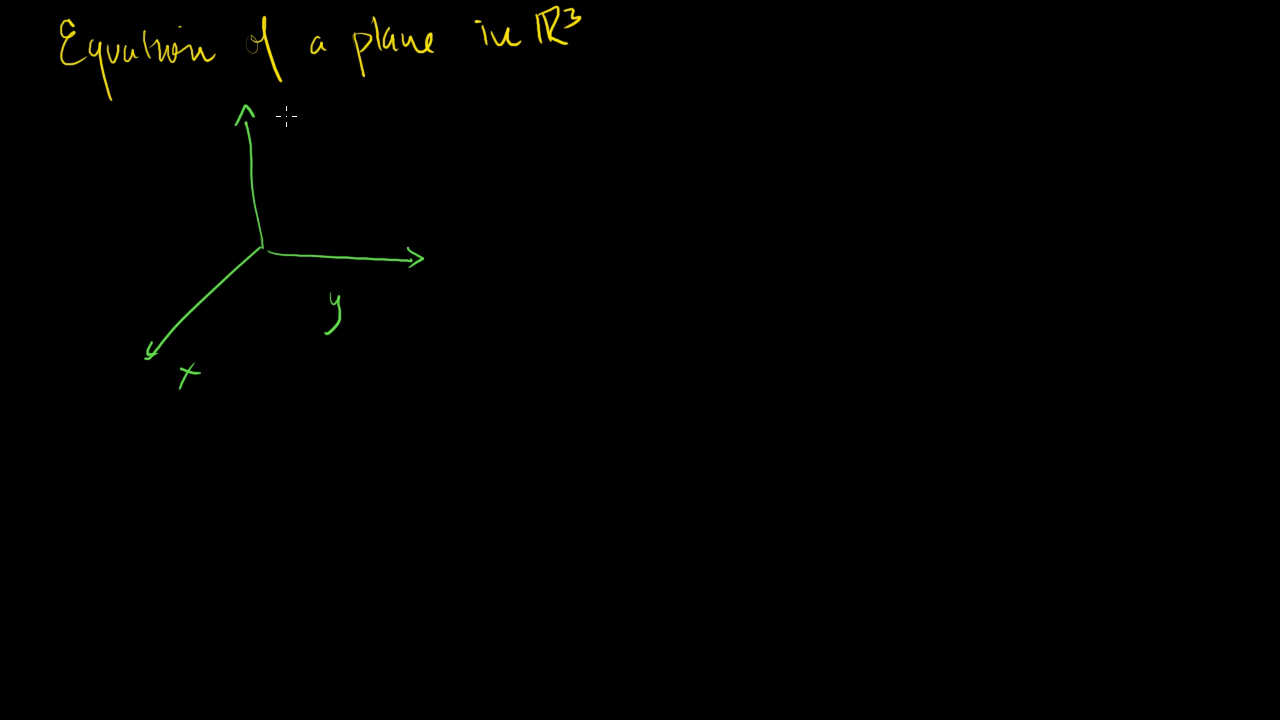 Equation of a plane in ℝ³
y
x